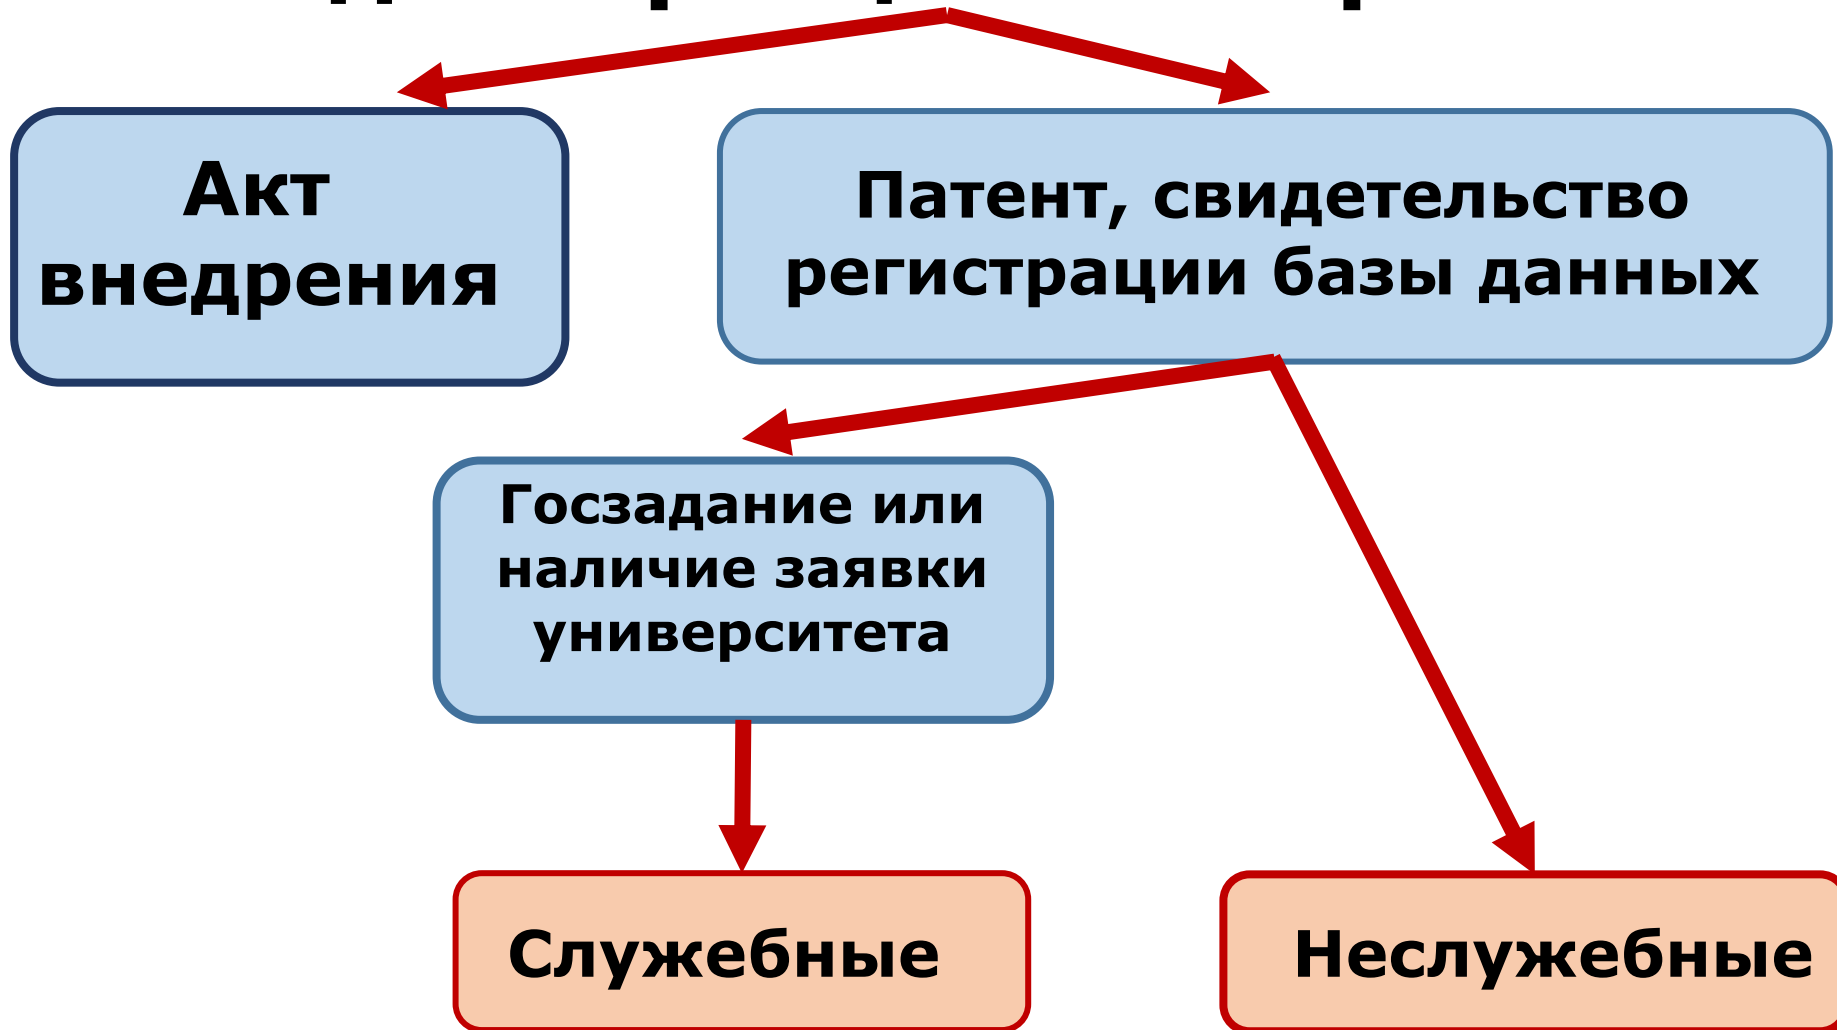 Акт
внедрения
Патент, свидетельство
регистрации базы данных
Госзадание или
наличие заявки
университета
Служебные
Неслужебные